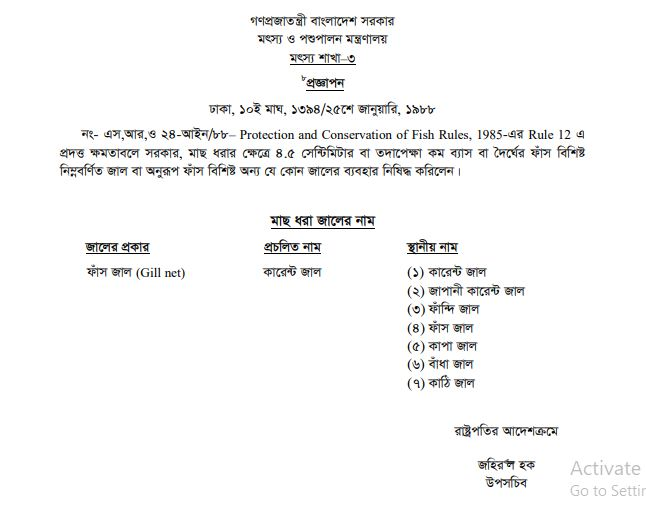 গণপ্রজাতন্ত্রী বাংলাদেশ সরকার
মৎস্য ও পশুপালন মন্ত্রণালয়
মৎস্য শাখা–৩
৮প্রজ্ঞাপন
ঢাকা, ১০ই মাঘ, ১৩৯৪/২৫শে জানুয়ারি, ১৯৮৮
নং- এস,আর,ও ২৪-আইন/৮৮– Protection and Conservation of Fish Rules, 1985-এর Rule 12 এ
প্রদত্ত ক্ষমতাবলে সরকার, মাছ ধরার ক্ষেত্রে ৪.৫ সেন্টিমিটার বা তদাপেক্ষা কম ব্যাস বা দৈর্ঘের ফাঁস বিশিষ্ট
নিম্নবর্ণিত জাল বা অনুরূপ ফাঁস বিশিষ্ট অন্য যে কোন জালের ব্যবহার নিষিদ্ধ করিলেন।
মাছ ধরা জালের নাম
জালের প্রকার প্রচলিত নাম স্থানীয় নাম
ফাঁস জাল (Gill net) কারেন্ট জাল (১) কারেন্ট জাল
(২) জাপানী কারেন্ট জাল
(৩) ফাঁন্দি জাল
(৪) ফাঁস জাল
(৫) কাপা জাল
(৬) বাঁধা জাল
(৭) কাঠি জাল
রাষ্ট্রপতির আদেশক্রমে
জহির‍ুল হক
উপসচিব
Activate
Go to Settin